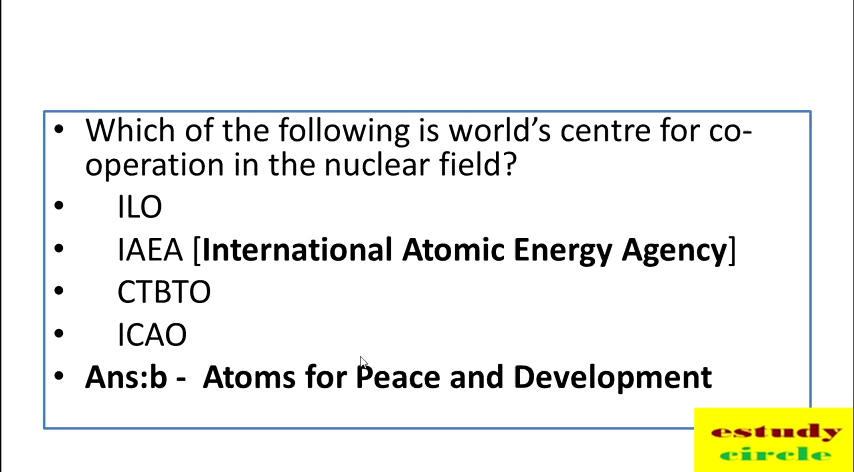 • Which of the following is world's centre for co-
operation in the nuclear field?
• ILO
• IAEA [International Atomic Energy Agency]
• CTBTO
• ICAO
• Ans:b - Atoms for Peace and Development
estudy
circle